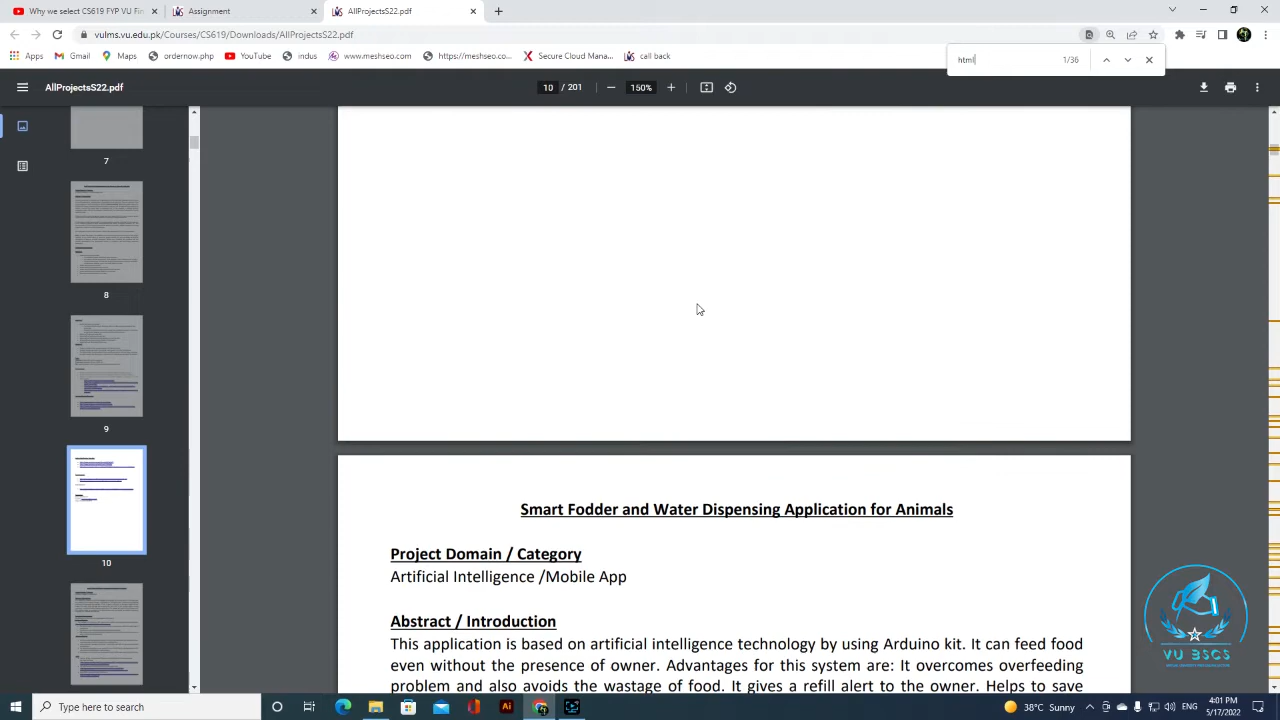 Why we select CS619 FYP VU Fin
Assignment
AllProjectsS22.pdf
vulms.vu.edu.pk/Courses/CS619/Downloads/AllProjectsS22.pdf
Apps
Gmail
Maps
ordernow.php
YouTube
indus
www.meshseo.com
https://meshseo.co...
Secure Cloud Mana...
call back
html
1/36
AllProjectsS22.pdf
10 / 201
150%
7
8
9
10
Smart Fodder and Water Dispensing Application for Animals
Project Domain / Category
Artificial Intelligence /Mobile App
Abstract / Introduction
This application is based on artificial intelligence technology by using Arduino kit. It can feed food
even without the presence of owner. Advantages for this system are: It overcomes overfeeding
problem and also avoids the wastage of food. It gives a refill alert to the owner. Helps to save
VU BSCS
Type here to search
38°C Sunny
4:01 PM
5/17/2022